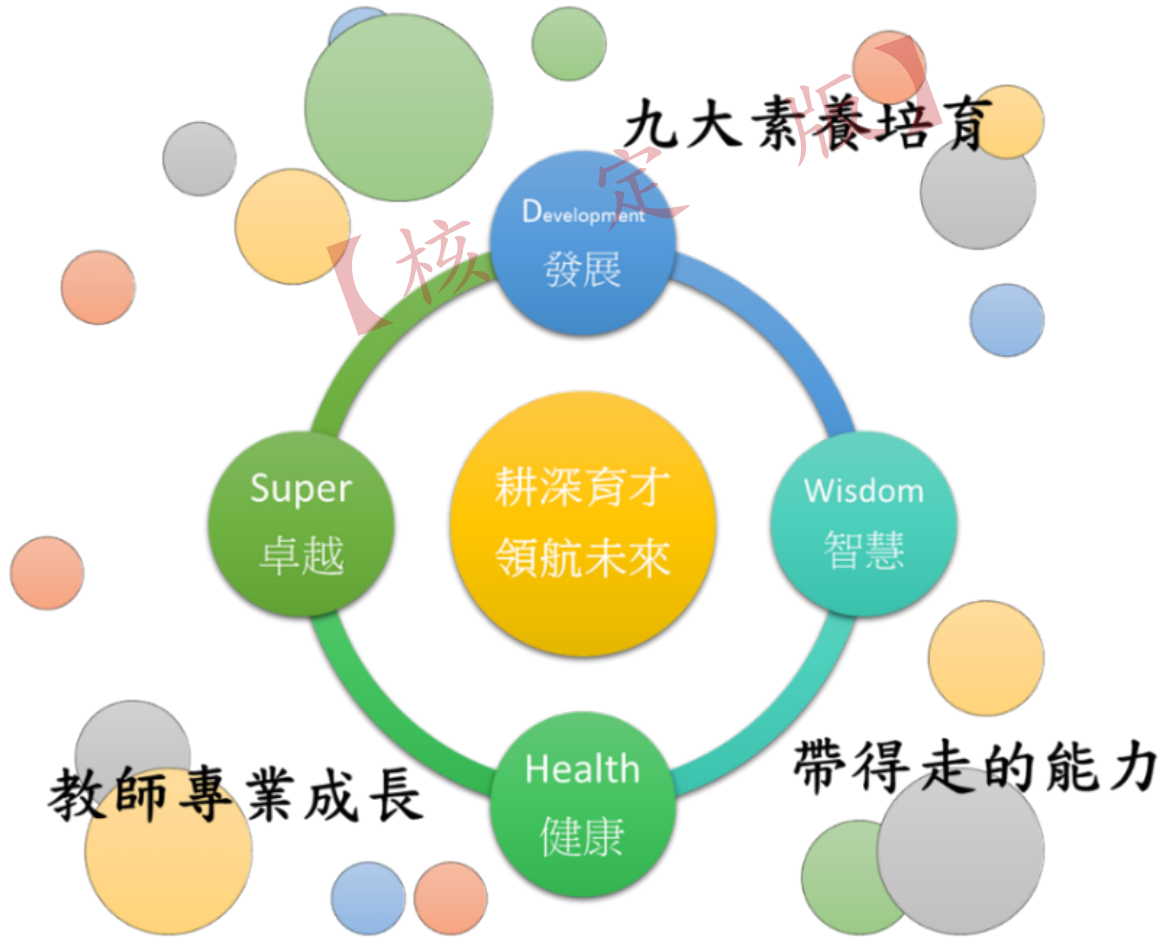 九大素養培育
【核定版】
Development
發展
Super
卓越
耕深育才
領航未來
Wisdom
智慧
Health
健康
教師專業成長
帶得走的能力